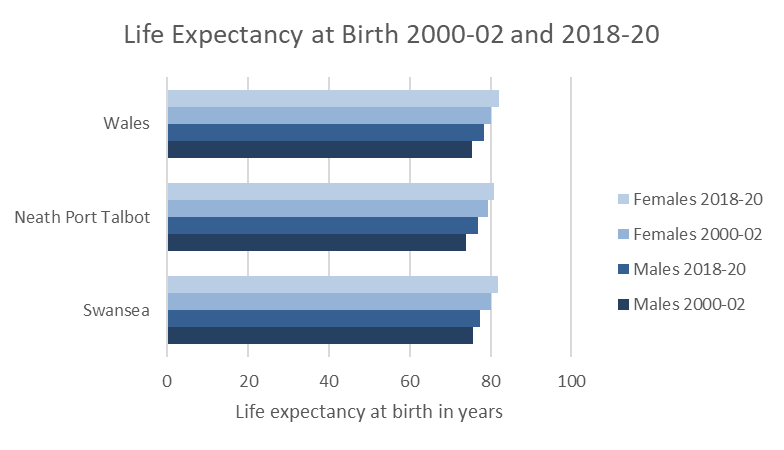 Life Expectancy at Birth 2000-02 and 2018-20
Wales
Neath Port Talbot
Swansea
Females 2018-20
Females 2000-02
Males 2018-20
Males 2000-02
0 20 40 60 80 100
Life expectancy at birth in years